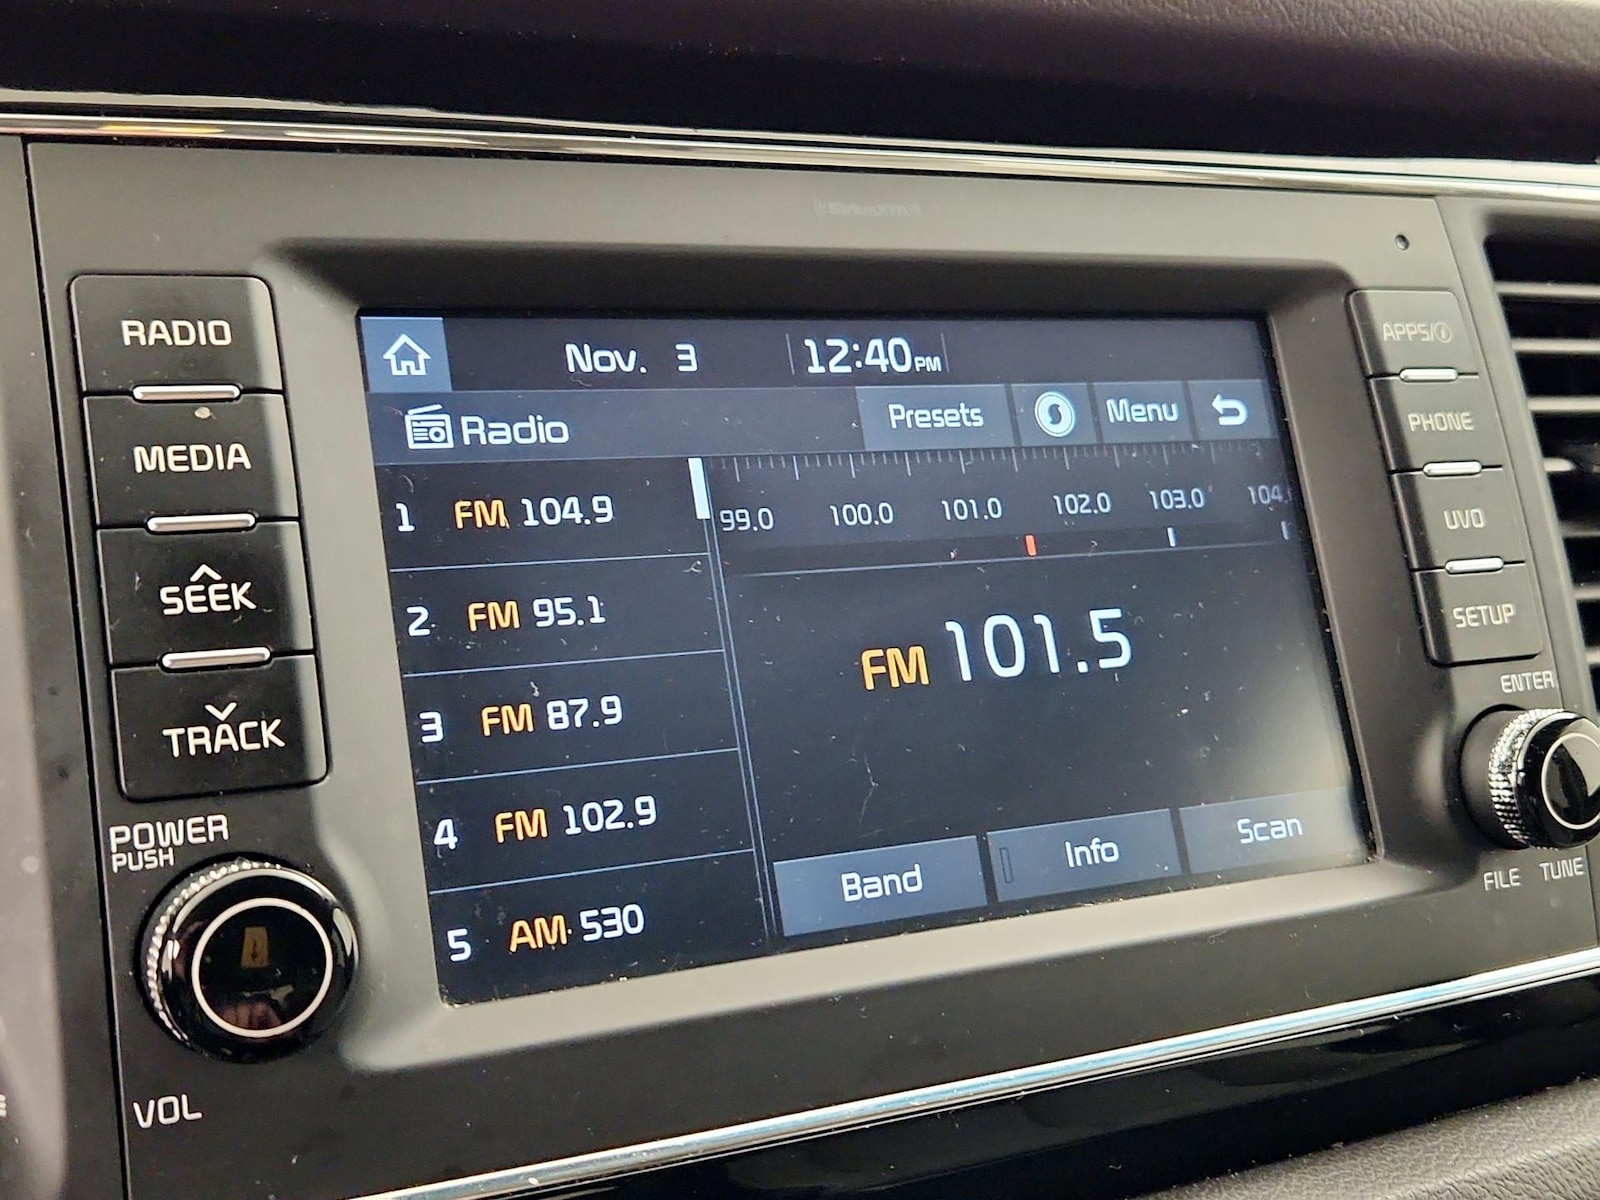 SiriusXM
RADIO
MEDIA
SEEK
TRACK
POWER
PUSH
VOL
Nov. 3 12:40PM
Radio
Presets Menu
1 FM 104.9
2 FM 95.1
3 FM 87.9
4 FM 102.9
5 AM 530
99.0 100.0 101.0 102.0 103.0 104.
FM 101.5
Band Info Scan
APPS/i
PHONE
UVO
SETUP
ENTER
FILE TUNE